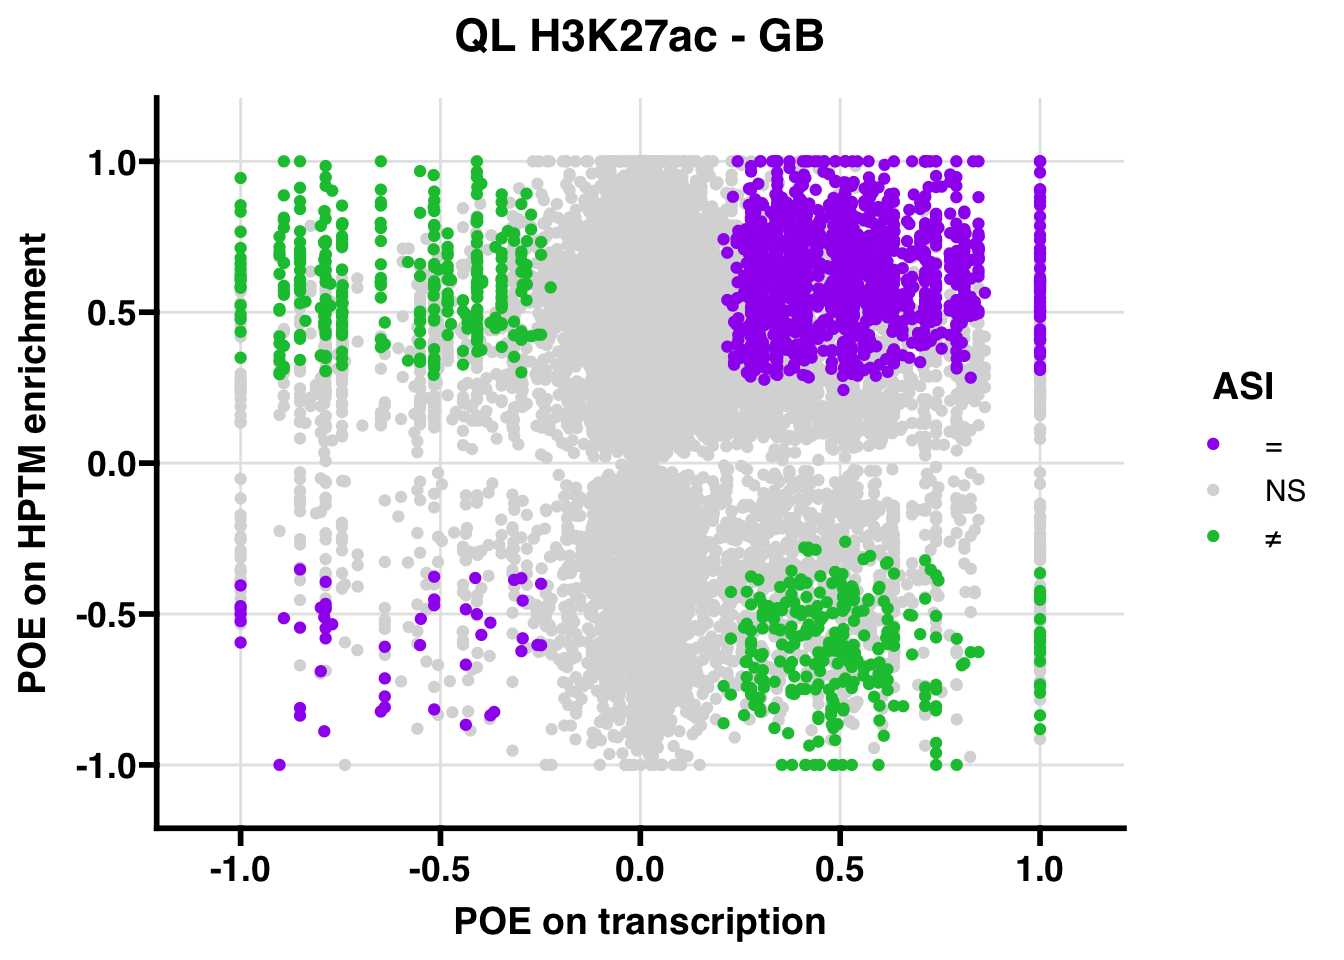 QL H3K27ac - GB
POE on HPTM enrichment
1.0
0.5
0.0
-0.5
-1.0
-1.0
-0.5
0.0
0.5
1.0
POE on transcription
ASI
=
NS
≠